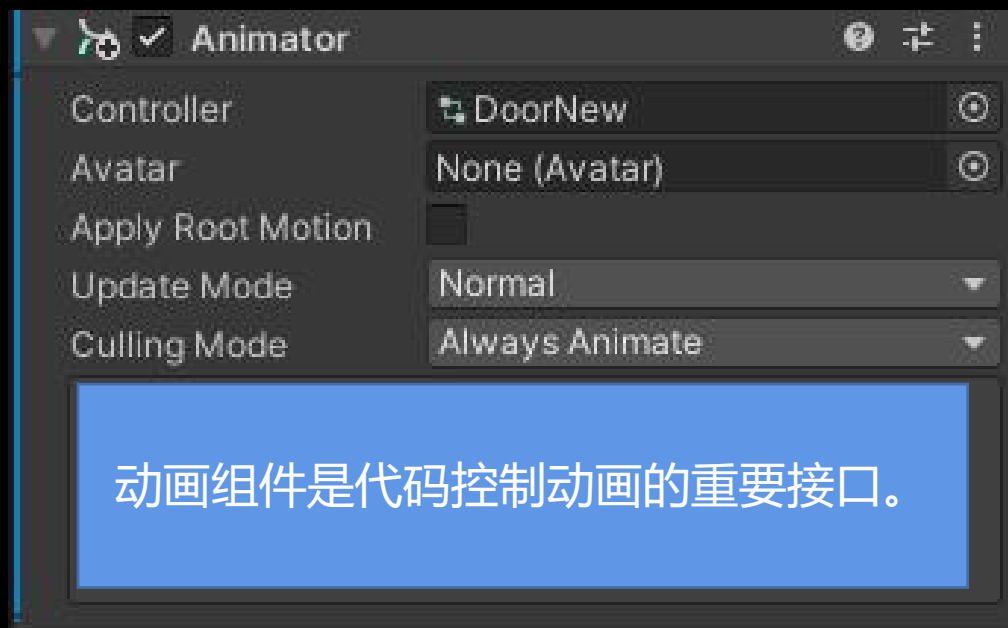 Animator
Controller DoorNew
Avatar None (Avatar)
Apply Root Motion
Update Mode Normal
Culling Mode Always Animate
动画组件是代码控制动画的重要接口。